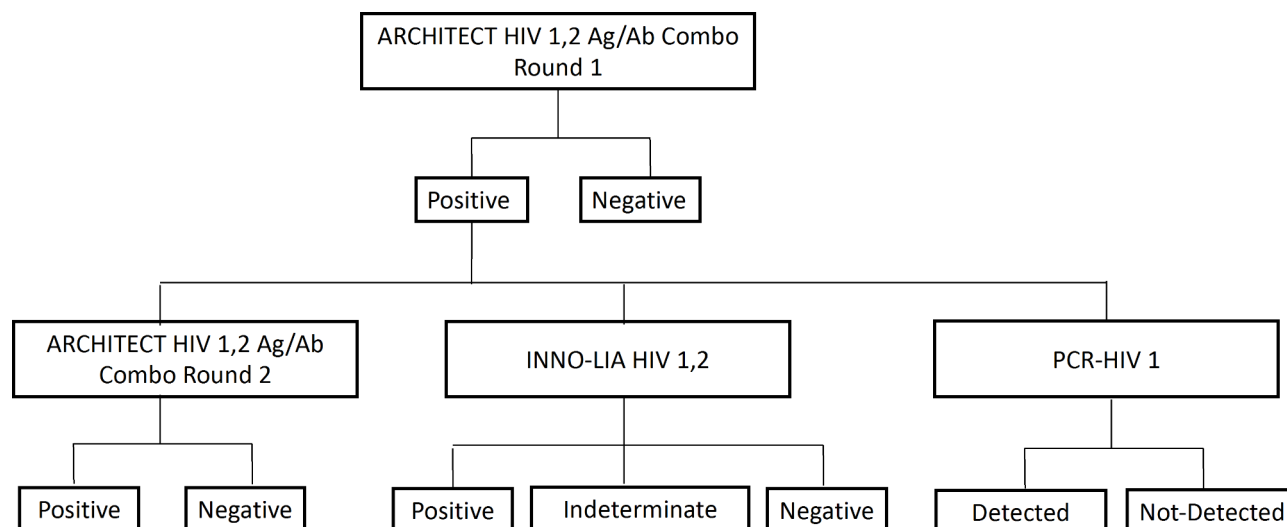 ARCHITECT HIV 1,2 Ag/Ab Combo
Round 1
Positive
Negative
ARCHITECT HIV 1,2 Ag/Ab
Combo Round 2
INNO-LIA HIV 1,2
PCR-HIV 1
Positive
Negative
Positive
Indeterminate
Negative
Detected
Not-Detected